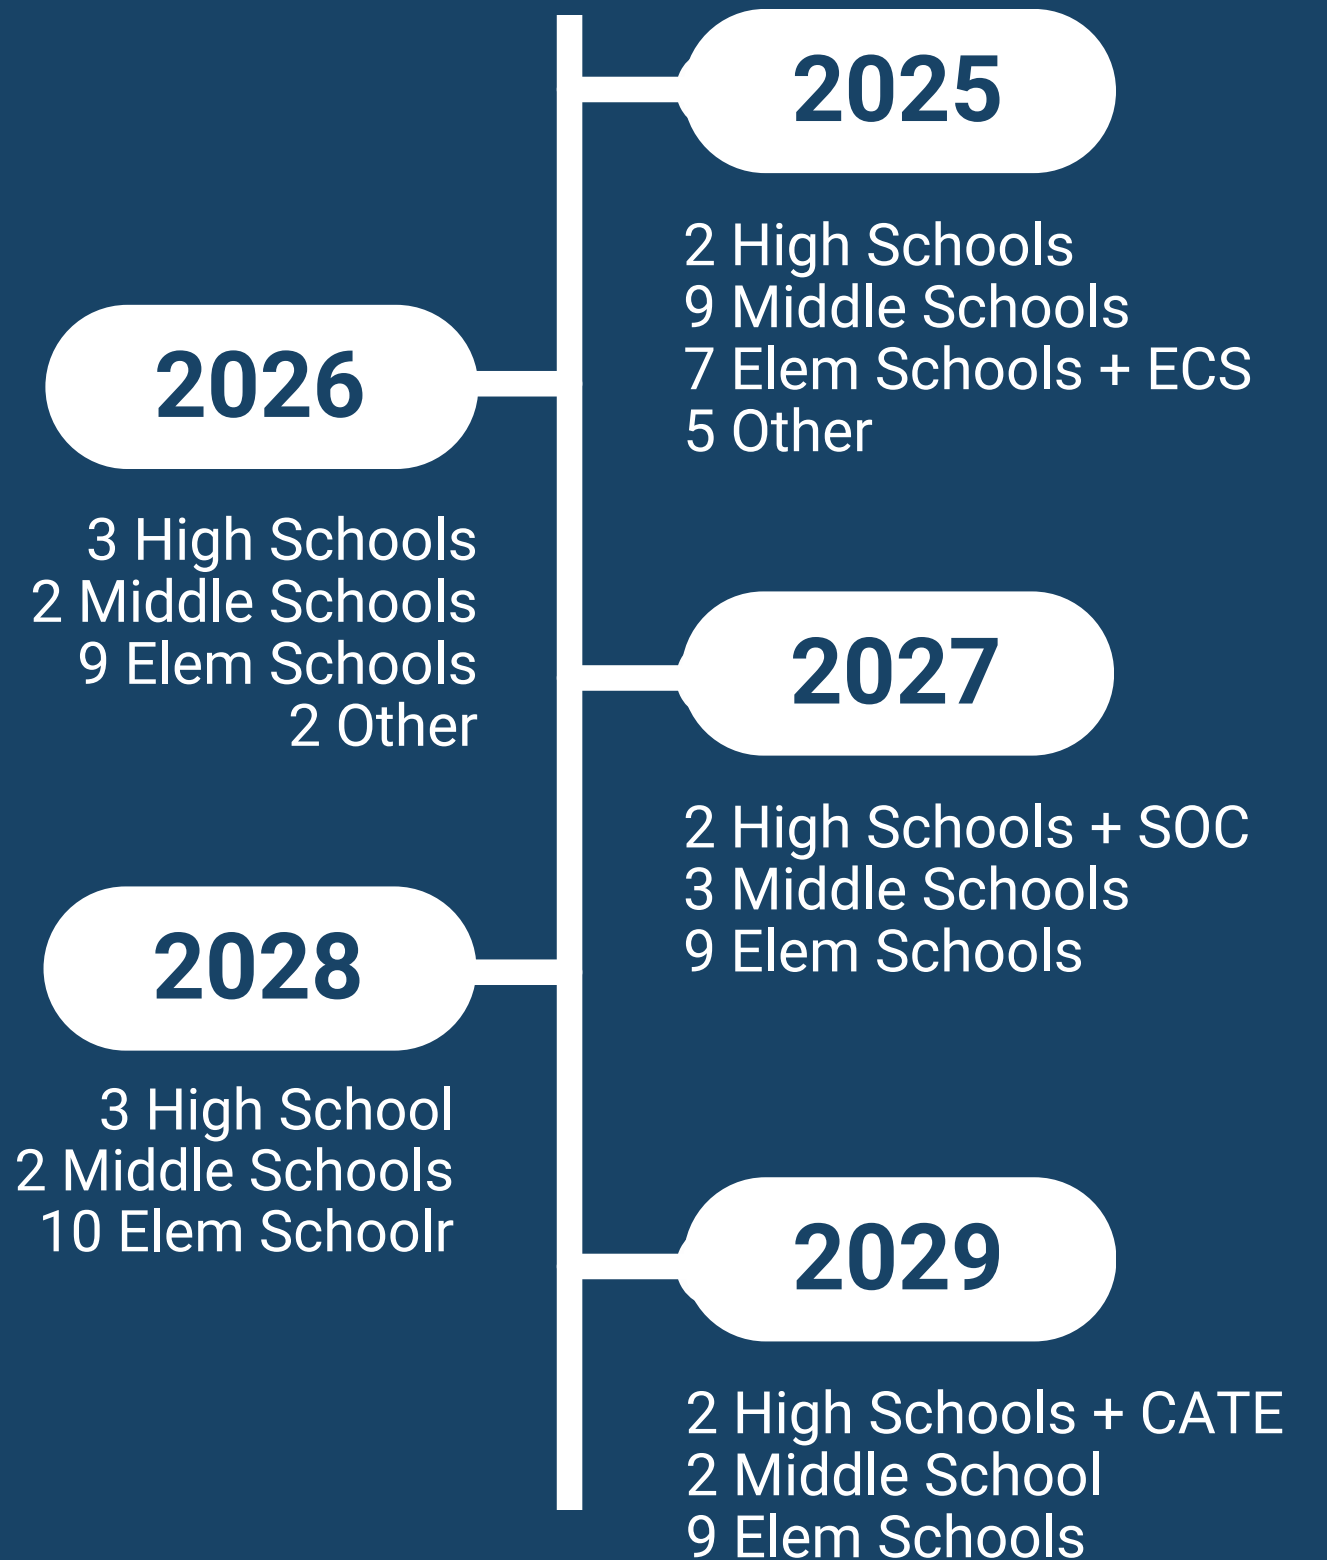 2025
2 High Schools
9 Middle Schools
7 Elem Schools + ECS
5 Other
2026
3 High Schools
2 Middle Schools
9 Elem Schools
2 Other
2027
2 High Schools + SOC
3 Middle Schools
9 Elem Schools
2028
3 High School
2 Middle Schools
10 Elem Schoolr
2029
2 High Schools + CATE
2 Middle School
9 Elem Schools